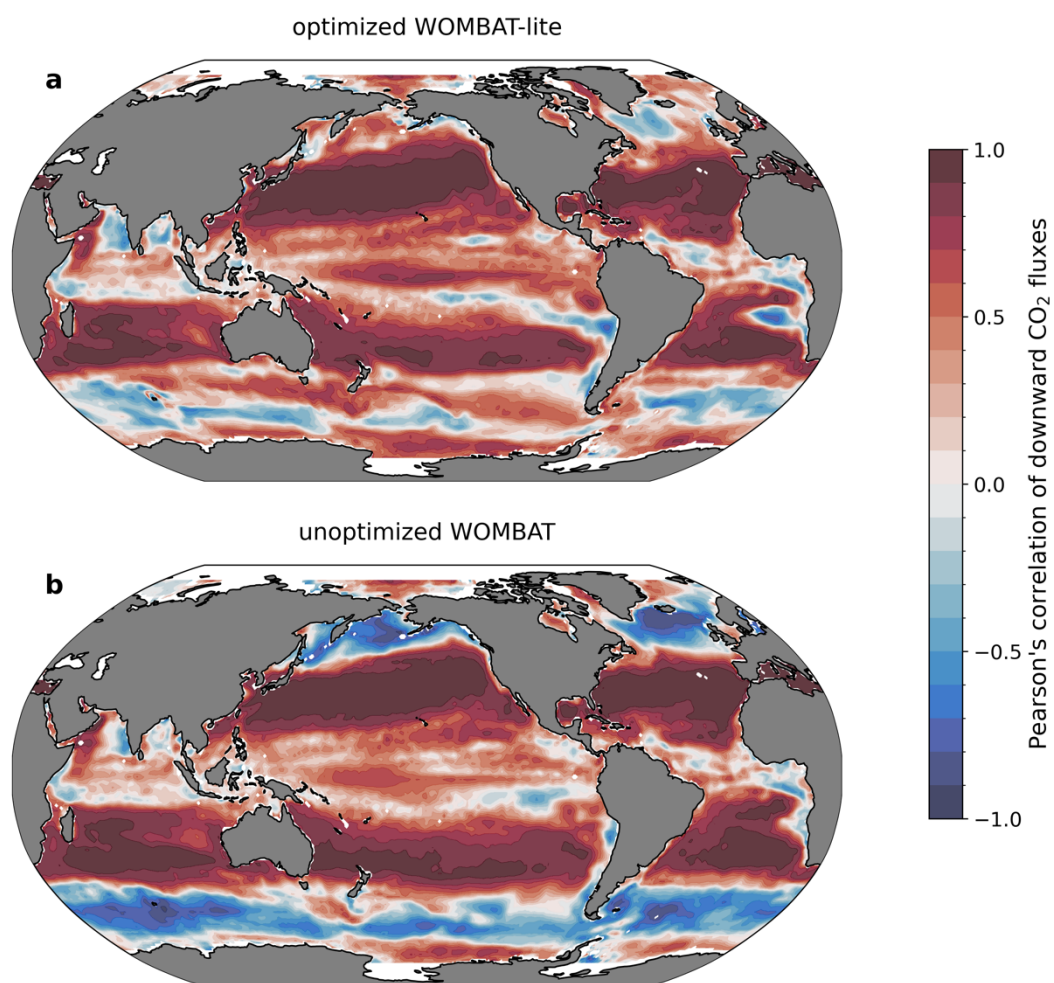 optimized WOMBAT-lite
a
unoptimized WOMBAT
b
1.0
0.5
0.0
−0.5
−1.0
Pearson's correlation of downward CO₂ fluxes